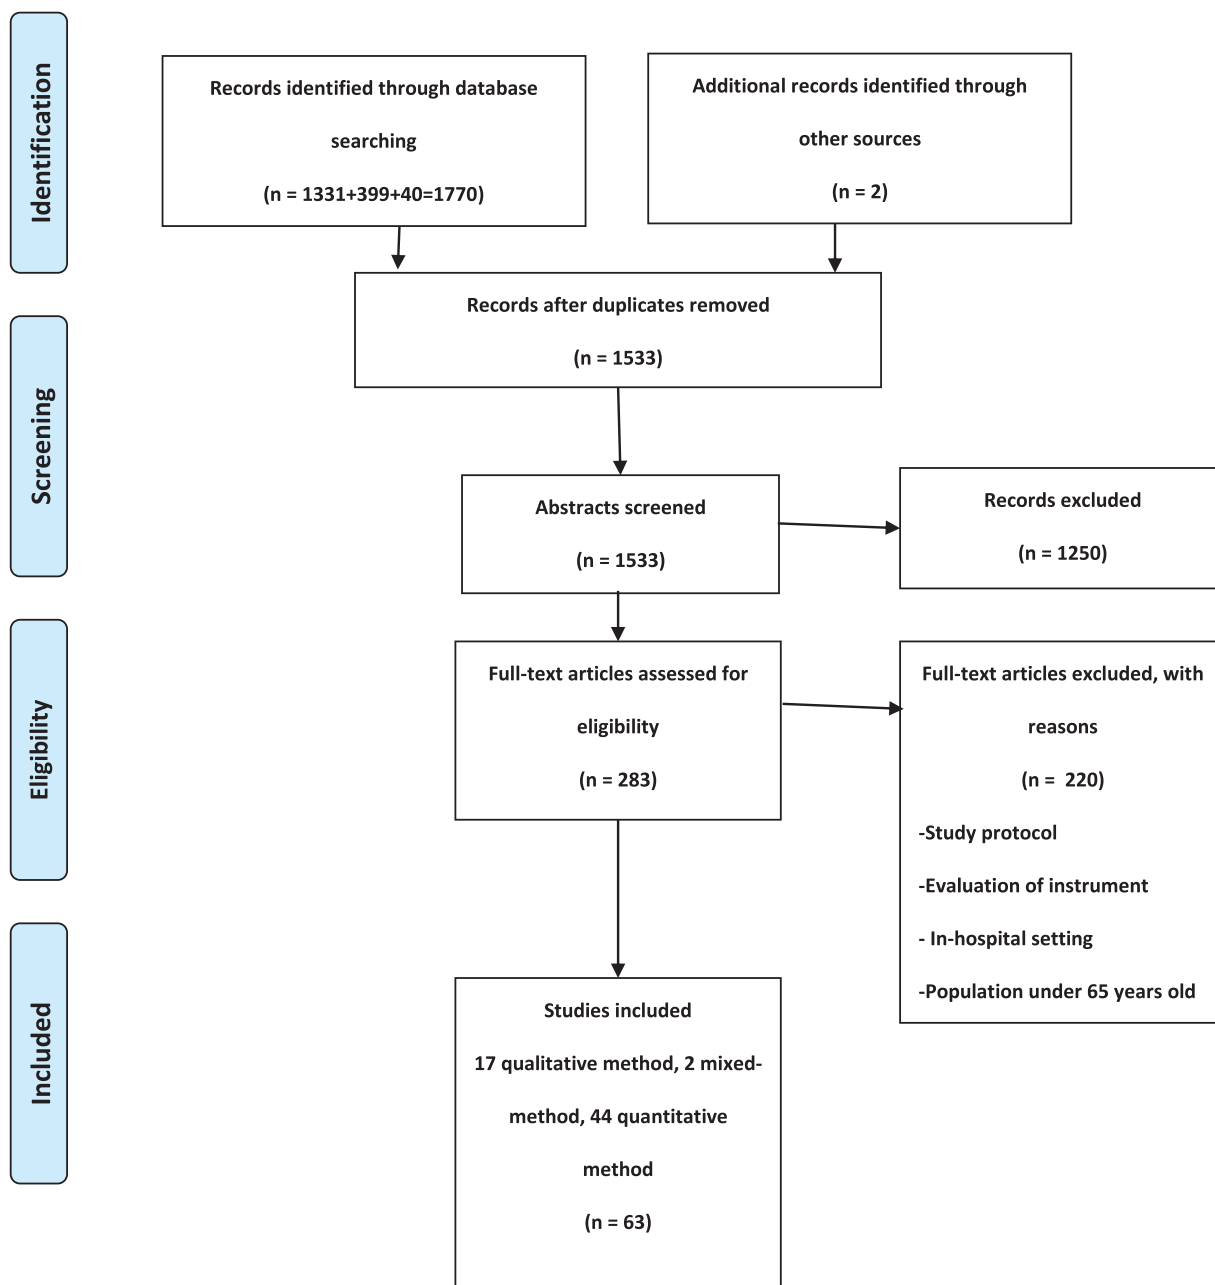 Identification
Records identified through database
searching
(n = 1331+399+40=1770)
Additional records identified through
other sources
(n = 2)
Records after duplicates removed
(n = 1533)
Screening
Abstracts screened
(n = 1533)
Records excluded
(n = 1250)
Eligibility
Full-text articles assessed for
eligibility
(n = 283)
Full-text articles excluded, with
reasons
(n =  220)
-Study protocol
-Evaluation of instrument
- In-hospital setting
-Population under 65 years old
Included
Studies included
17 qualitative method, 2 mixed-
method, 44 quantitative
method
(n = 63)